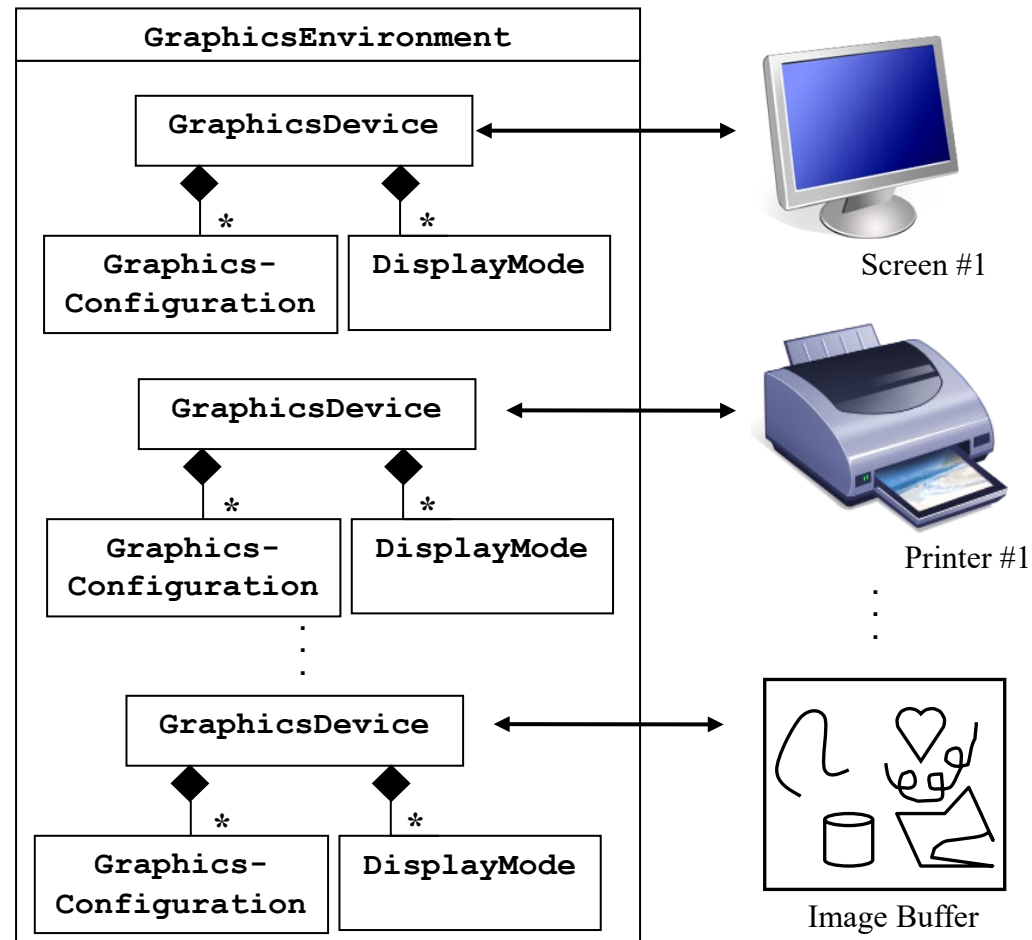 GraphicsEnvironment
GraphicsDevice
*
*
Graphics-
Configuration
DisplayMode
Screen #1
GraphicsDevice
*
*
Graphics-
Configuration
DisplayMode
Printer #1
.
.
.
.
.
.
GraphicsDevice
*
*
Graphics-
Configuration
DisplayMode
Image Buffer